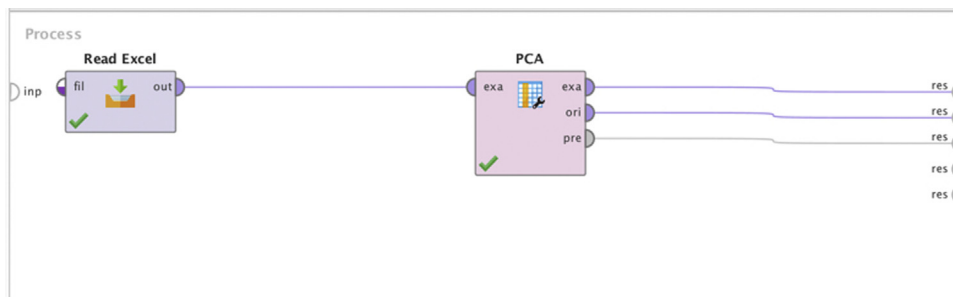 Process
Read Excel
PCA
inp
fil
out
exa
exa
res
ori
res
pre
res
res
res